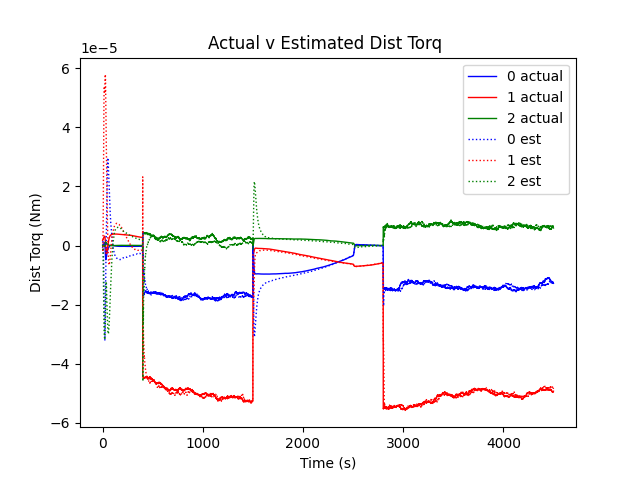 Actual v Estimated Dist Torq
1e−5
6
4
2
0
−2
−4
−6
Dist Torq (Nm)
0 actual
1 actual
2 actual
0 est
1 est
2 est
0
1000
2000
3000
4000
Time (s)